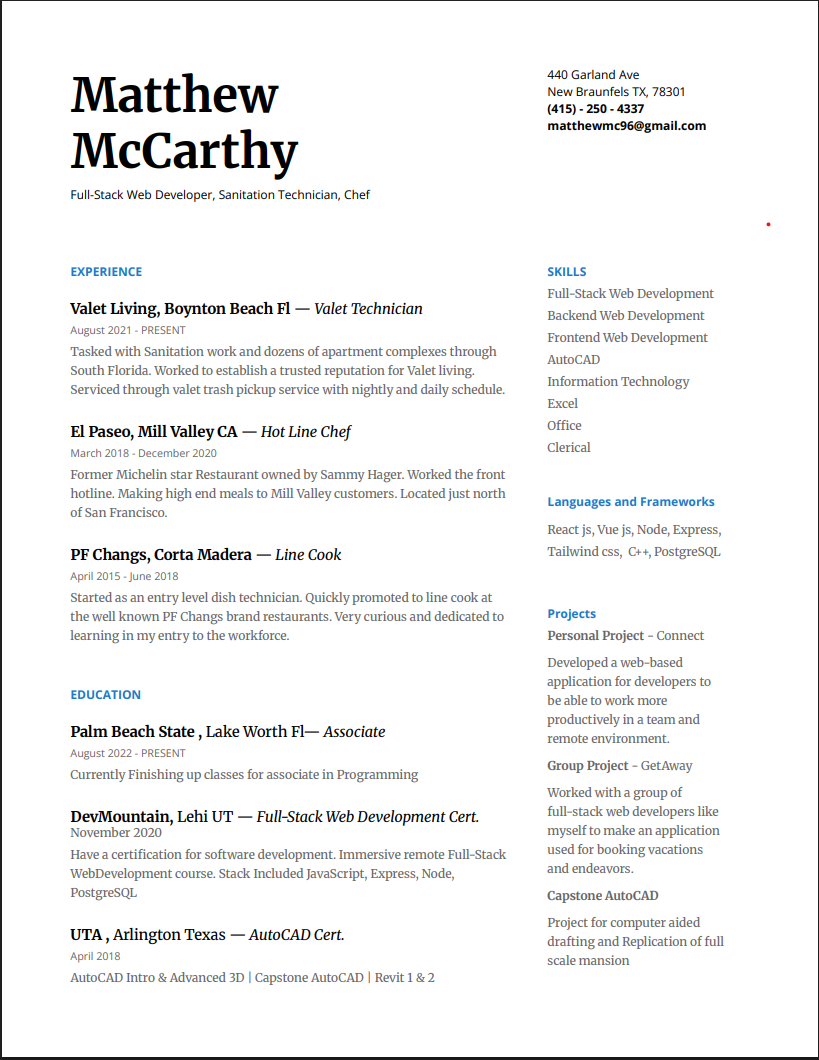 Matthew
McCarthy
Full-Stack Web Developer, Sanitation Technician, Chef
440 Garland Ave
New Braunfels TX, 78301
(415) - 250 - 4337
matthewmc96@gmail.com
EXPERIENCE
Valet Living, Boynton Beach Fl — Valet Technician
August 2021 - PRESENT
Tasked with Sanitation work and dozens of apartment complexes through
South Florida. Worked to establish a trusted reputation for Valet living.
Serviced through valet trash pickup service with nightly and daily schedule.
El Paseo, Mill Valley CA — Hot Line Chef
March 2018 - December 2020
Former Michelin star Restaurant owned by Sammy Hager. Worked the front
hotline. Making high end meals to Mill Valley customers. Located just north
of San Francisco.
PF Changs, Corta Madera — Line Cook
April 2015 - June 2018
Started as an entry level dish technician. Quickly promoted to line cook at
the well known PF Changs brand restaurants. Very curious and dedicated to
learning in my entry to the workforce.
EDUCATION
Palm Beach State , Lake Worth Fl— Associate
August 2022 - PRESENT
Currently Finishing up classes for associate in Programming
DevMountain, Lehi UT — Full-Stack Web Development Cert.
November 2020
Have a certification for software development. Immersive remote Full-Stack
WebDevelopment course. Stack Included JavaScript, Express, Node,
PostgreSQL
UTA , Arlington Texas — AutoCAD Cert.
April 2018
AutoCAD Intro & Advanced 3D | Capstone AutoCAD | Revit 1 & 2
SKILLS
Full-Stack Web Development
Backend Web Development
Frontend Web Development
AutoCAD
Information Technology
Excel
Office
Clerical
Languages and Frameworks
React js, Vue js, Node, Express,
Tailwind css, C++, PostgreSQL
Projects
Personal Project - Connect
Developed a web-based
application for developers to
be able to work more
productively in a team and
remote environment.
Group Project - GetAway
Worked with a group of
full-stack web developers like
myself to make an application
used for booking vacations
and endeavors.
Capstone AutoCAD
Project for computer aided
drafting and Replication of full
scale mansion